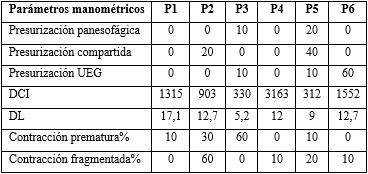 Parámetros manométricos P1 P2 P3 P4 P5 P6
Presurización panesofágica 0 0 10 0 20 0
Presurización compartida 0 20 0 0 40 0
Presurización UEG 0 0 10 0 10 60
DCI 1315 903 330 3163 312 1552
DL 17,1 12,7 5,2 12 9 12,7
Contracción prematura% 10 30 60 0 10 0
Contracción fragmentada% 0 60 0 10 20 10